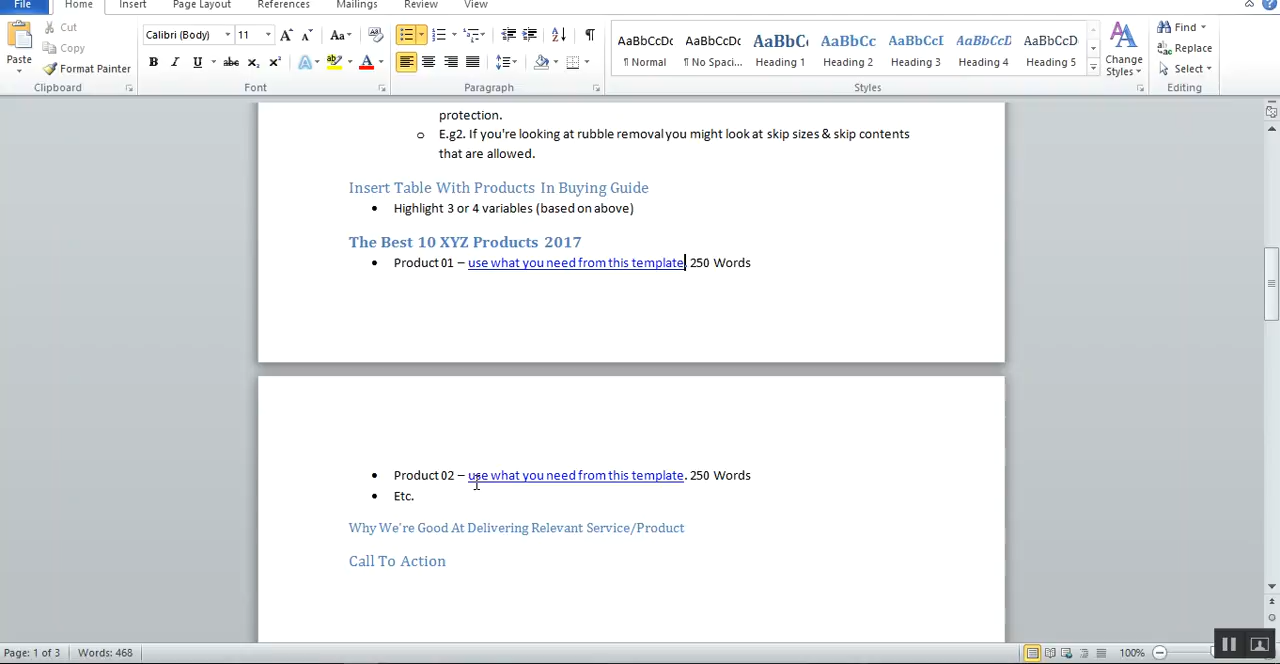 File Home Insert Page Layout References Mailings Review View
Cut
Copy
Format Painter
Paste
Clipboard
Calibri (Body) 11
Font
Paragraph
AaBbCcDc AaBbCcDc AaBbC AaBbCc AaBbCcI AaBbCcD AaBbCcD
¶ Normal ¶ No Spaci... Heading 1 Heading 2 Heading 3 Heading 4 Heading 5
Change Styles
Styles
Find
Replace
Select
Editing
protection.
o E.g2. If you're looking at rubble removal you might look at skip sizes & skip contents
that are allowed.
Insert Table With Products In Buying Guide
• Highlight 3 or 4 variables (based on above)
The Best 10 XYZ Products 2017
• Product 01 – use what you need from this template. 250 Words
• Product 02 – use what you need from this template. 250 Words
• Etc.
Why We're Good At Delivering Relevant Service/Product
Call To Action
Page: 1 of 3 Words: 468 100%